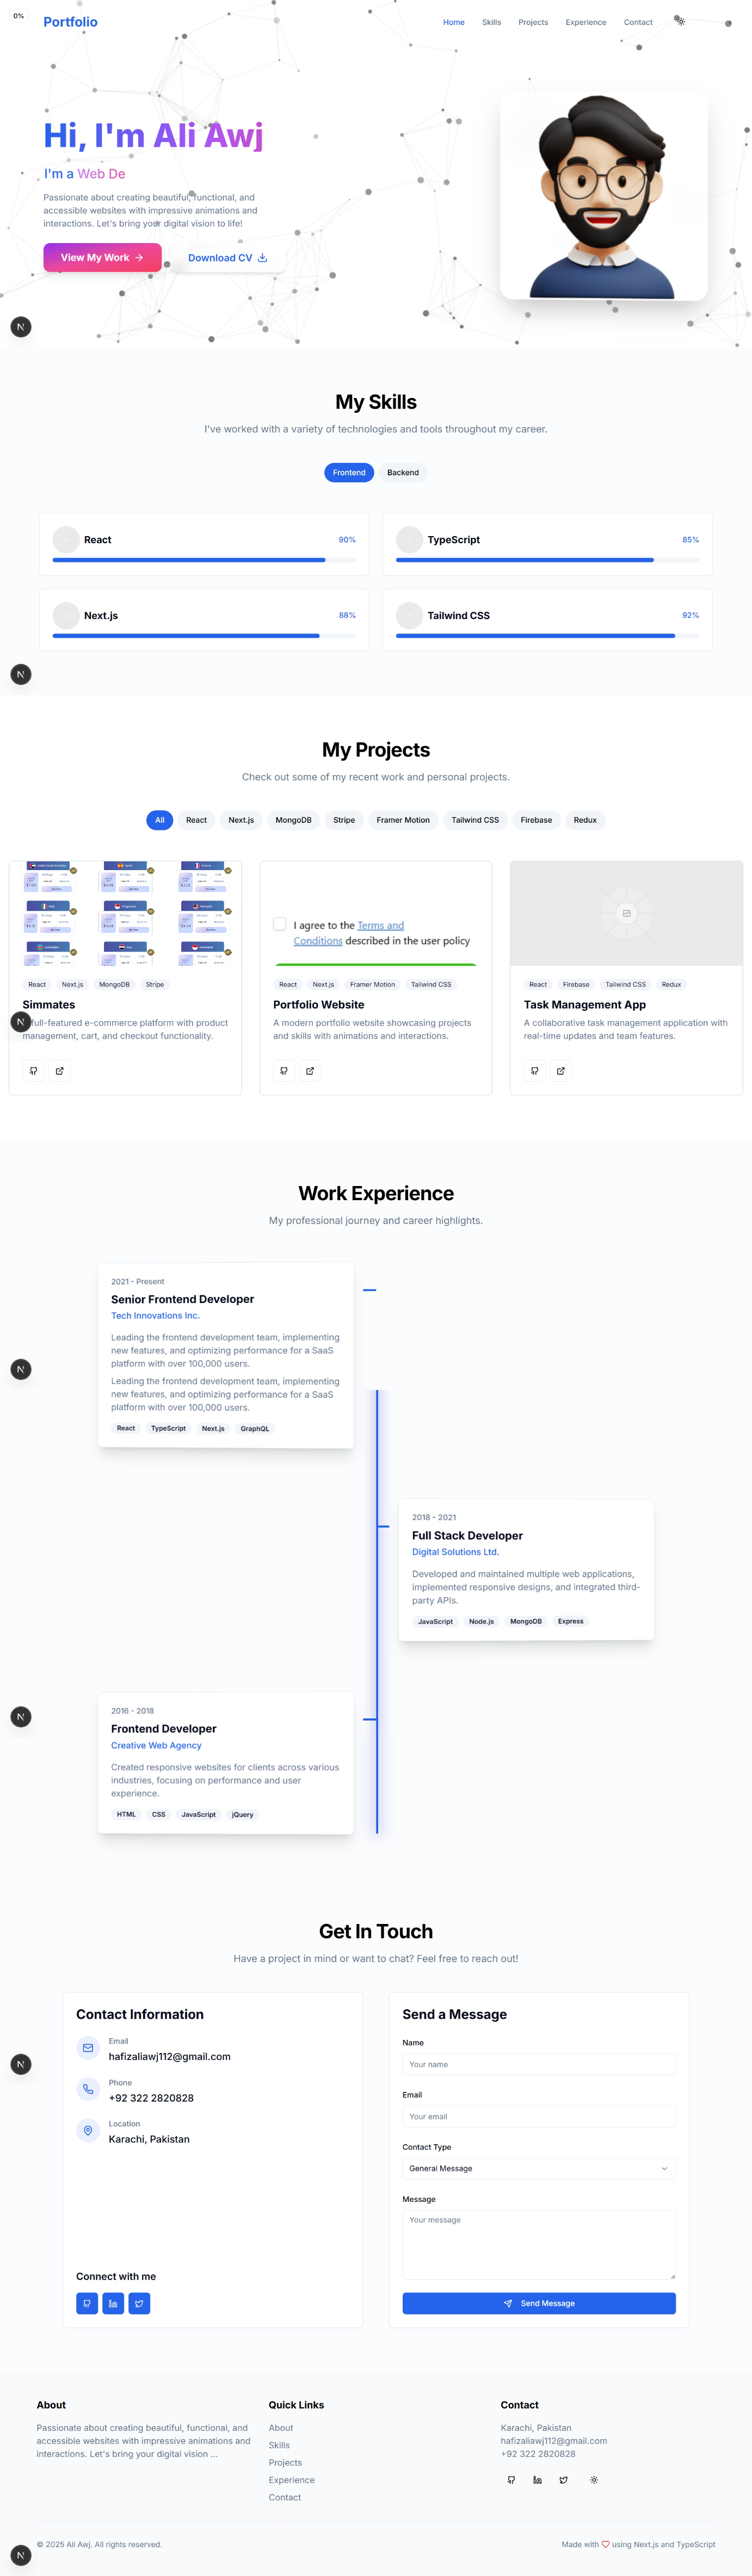 0%
Portfolio
Home Skills Projects Experience Contact
Hi, I'm Ali Awj
I'm a Web De
Passionate about creating beautiful, functional, and
accessible websites with impressive animations and
interactions. Let's bring your digital vision to life!
View My Work
Download CV
N
My Skills
I've worked with a variety of technologies and tools throughout my career.
Frontend Backend
React 90%
TypeScript 85%
Next.js 88%
Tailwind CSS 92%
N
My Projects
Check out some of my recent work and personal projects.
All React Next.js MongoDB Stripe Framer Motion Tailwind CSS Firebase Redux
React Next.js MongoDB Stripe
Simmates
full-featured e-commerce platform with product
management, cart, and checkout functionality.
N
I agree to the Terms and
Conditions described in the user policy
React Next.js Framer Motion Tailwind CSS
Portfolio Website
A modern portfolio website showcasing projects
and skills with animations and interactions.
React Firebase Tailwind CSS Redux
Task Management App
A collaborative task management application with
real-time updates and team features.
Work Experience
My professional journey and career highlights.
2021 - Present
Senior Frontend Developer
Tech Innovations Inc.
Leading the frontend development team, implementing
new features, and optimizing performance for a SaaS
platform with over 100,000 users.
Leading the frontend development team, implementing
new features, and optimizing performance for a SaaS
platform with over 100,000 users.
React TypeScript Next.js GraphQL
N
2018 - 2021
Full Stack Developer
Digital Solutions Ltd.
Developed and maintained multiple web applications,
implemented responsive designs, and integrated third-
party APIs.
JavaScript Node.js MongoDB Express
2016 - 2018
Frontend Developer
Creative Web Agency
Created responsive websites for clients across various
industries, focusing on performance and user
experience.
HTML CSS JavaScript jQuery
N
Get In Touch
Have a project in mind or want to chat? Feel free to reach out!
Contact Information
Email
hafizaliawj112@gmail.com
Phone
+92 322 2820828
Location
Karachi, Pakistan
Connect with me
N
Send a Message
Name
Your name
Email
Your email
Contact Type
General Message
Message
Your message
Send Message
About
Passionate about creating beautiful, functional, and
accessible websites with impressive animations and
interactions. Let's bring your digital vision ...
Quick Links
About
Skills
Projects
Experience
Contact
Contact
Karachi, Pakistan
hafizaliawj112@gmail.com
+92 322 2820828
© 2025 Ali Awj. All rights reserved.
Made with using Next.js and TypeScript
N